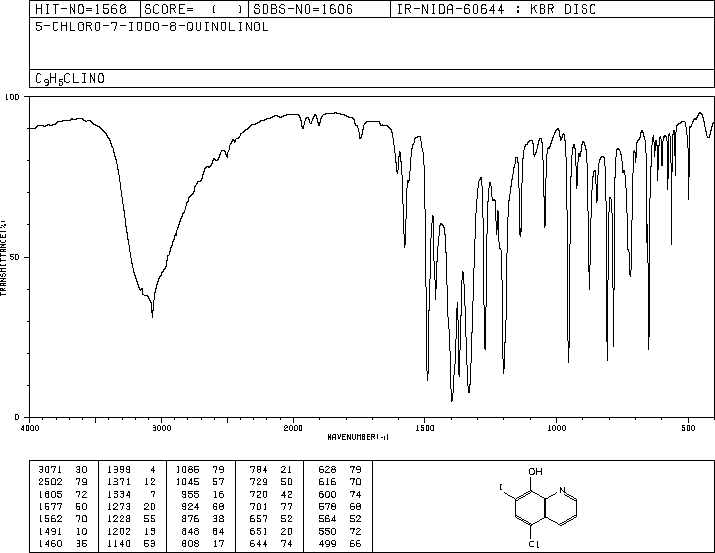 HIT-NO=1568 SCORE= ( ) SDBS-NO=1606 IR-NIDA-60644 : KBR DISC
5-CHLORO-7-IODO-8-QUINOLINOL
C9H5CLINO
100
TRANSMITTANCE(%)
50
0
4000 3000 2000 1500 1000 500
WAVENUMBER(-1)
3071 30 1399 4 1086 79 784 21 628 79
2502 79 1371 12 1045 57 729 50 616 70
1605 72 1334 7 955 16 720 42 600 74
1577 50 1273 20 924 68 701 77 578 68
1562 70 1228 55 876 38 657 52 564 52
1491 10 1202 13 848 64 651 20 550 72
1460 35 1140 53 808 17 644 74 499 66
OH
I
N
Cl